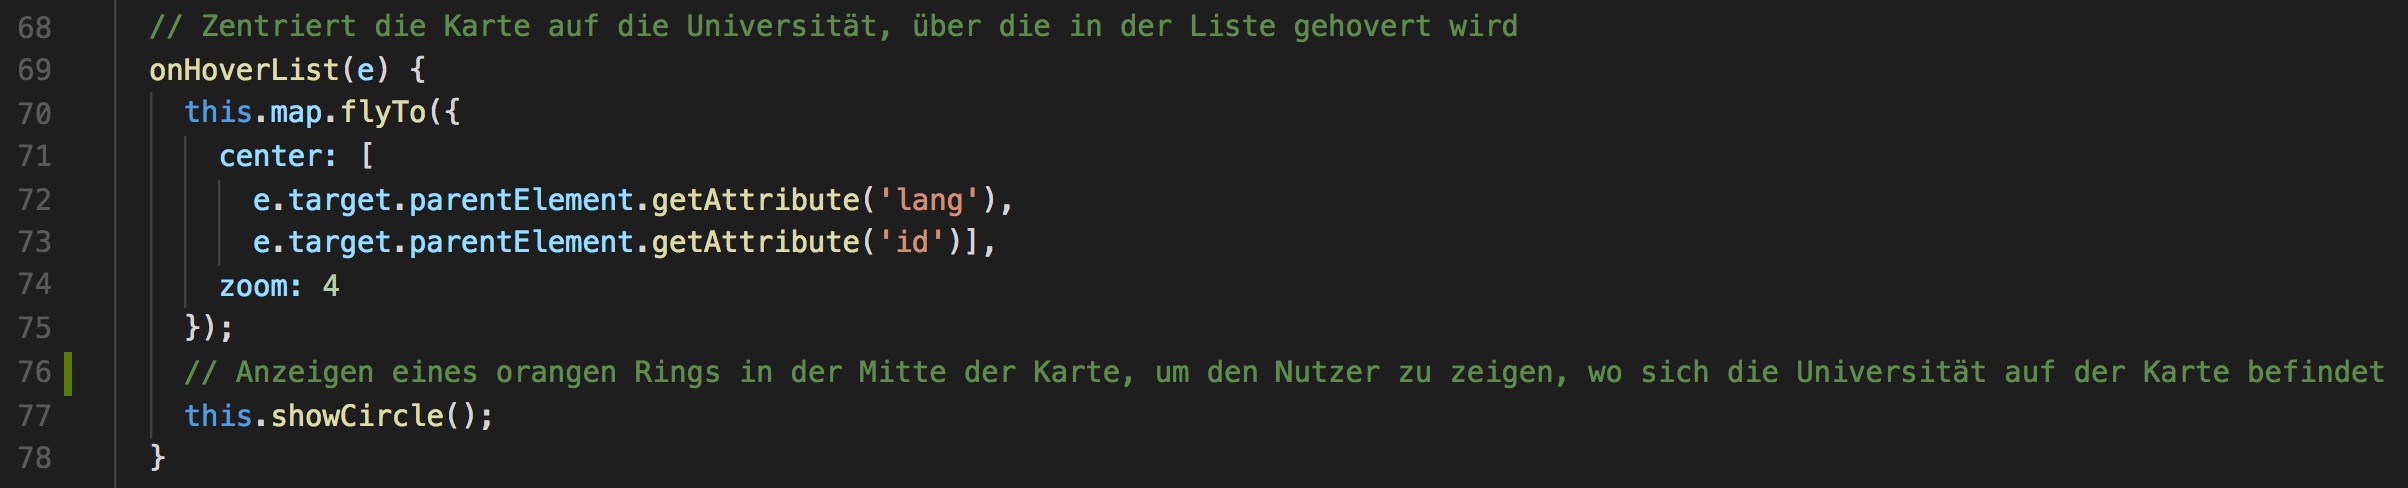 68 // Zentriert die Karte auf die Universität, über die in der Liste gehovert wird
69 onHoverList(e) {
70 this.map.flyTo({
71 center: [
72 e.target.parentElement.getAttribute('lang'),
73 e.target.parentElement.getAttribute('id')],
74 zoom: 4
75 });
76 // Anzeigen eines orangen Rings in der Mitte der Karte, um den Nutzer zu zeigen, wo sich die Universität auf der Karte befindet
77 this.showCircle();
78 }